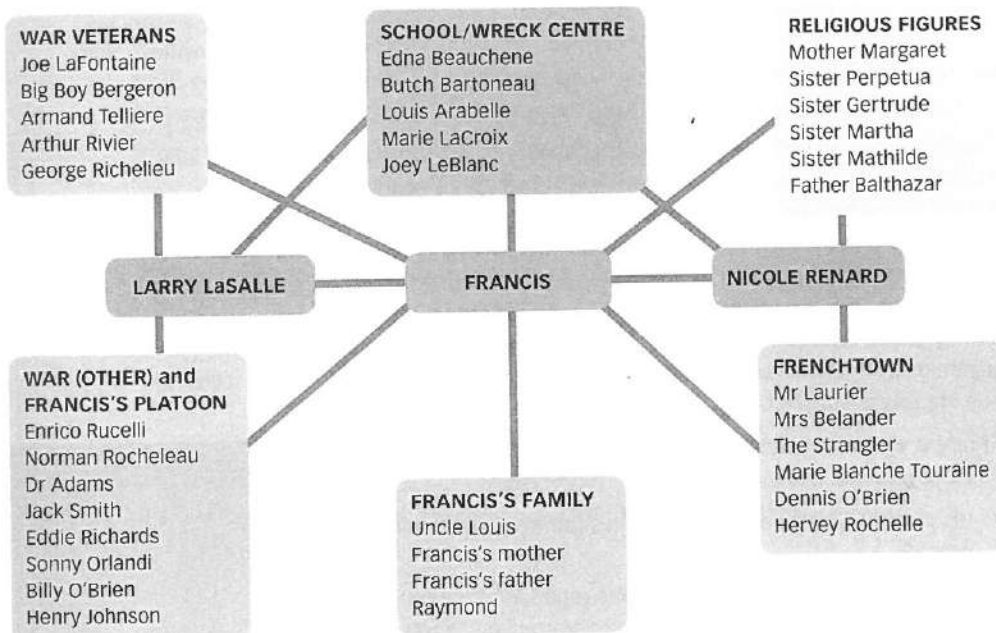 WAR VETERANS
Joe LaFontaine
Big Boy Bergeron
Armand Telliere
Arthur Rivier
George Richelieu
SCHOOL/WRECK CENTRE
Edna Beauchene
Butch Bartoneau
Louis Arabelle
Marie LaCroix
Joey LeBlanc
RELIGIOUS FIGURES
Mother Margaret
Sister Perpetua
Sister Gertrude
Sister Martha
Sister Mathilde
Father Balthazar
LARRY LaSALLE
FRANCIS
NICOLE RENARD
WAR (OTHER) and
FRANCIS'S PLATOON
Enrico Rucelli
Norman Rocheleau
Dr Adams
Jack Smith
Eddie Richards
Sonny Orlandi
Billy O'Brien
Henry Johnson
FRANCIS'S FAMILY
Uncle Louis
Francis's mother
Francis's father
Raymond
FRENCHTOWN
Mr Laurier
Mrs Belander
The Strangler
Marie Blanche Touraine
Dennis O'Brien
Hervey Rochelle